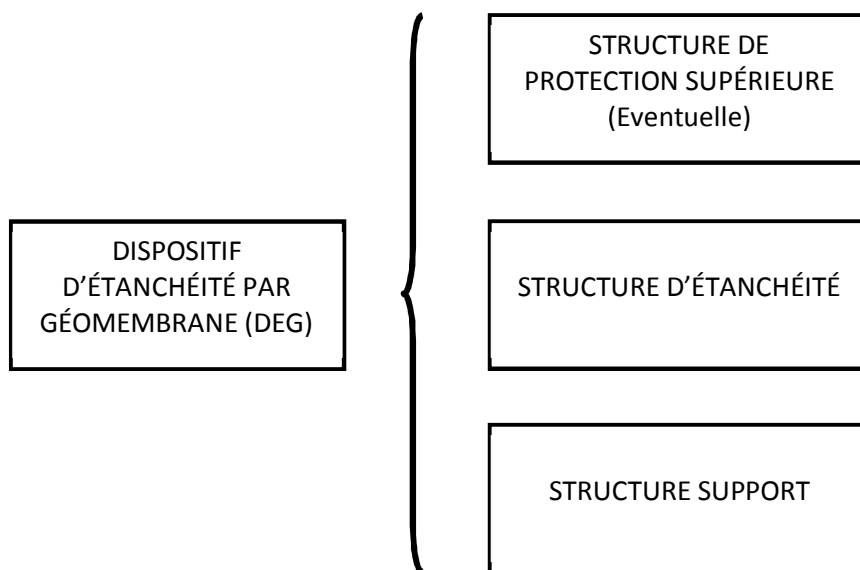 STRUCTURE DE
PROTECTION SUPÉRIEURE
(Eventuelle)
DISPOSITIF
D’ÉTANCHÉITÉ PAR
GÉOMEMBRANE (DEG)
STRUCTURE D’ÉTANCHÉITÉ
STRUCTURE SUPPORT